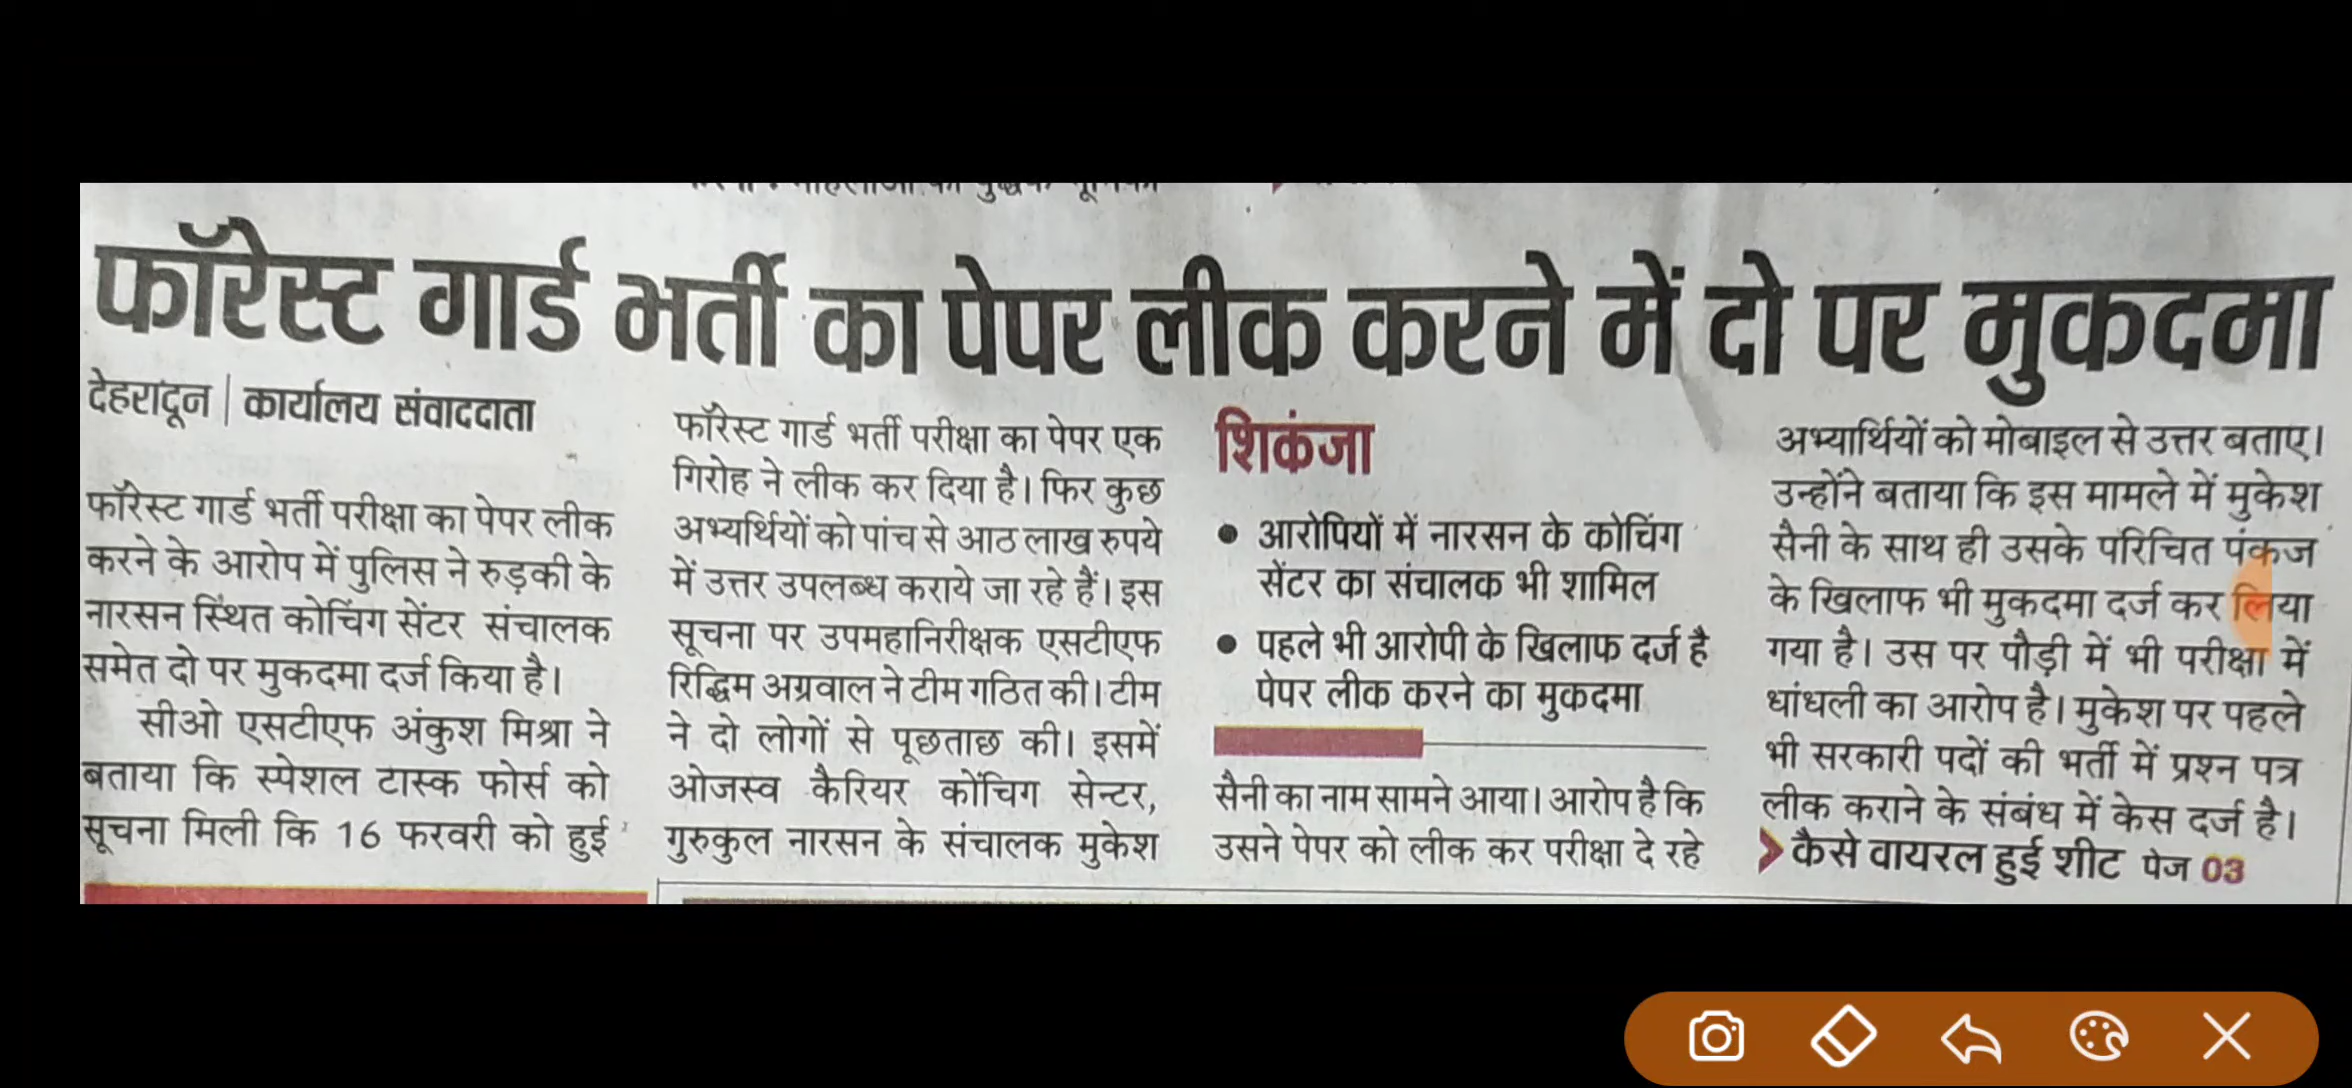 फॉरेस्ट गार्ड भर्ती का पेपर लीक करने में दो पर मुकदमा
देहरादून | कार्यालय संवाददाता
फॉरेस्ट गार्ड भर्ती परीक्षा का पेपर लीक
करने के आरोप में पुलिस ने रुड़की के
नारसन स्थित कोचिंग सेंटर संचालक
समेत दो पर मुकदमा दर्ज किया है।
सीओ एसटीएफ अंकुश मिश्रा ने
बताया कि स्पेशल टास्क फोर्स को
सूचना मिली कि 16 फरवरी को हुई
फॉरेस्ट गार्ड भर्ती परीक्षा का पेपर एक
गिरोह ने लीक कर दिया है। फिर कुछ
अभ्यर्थियों को पांच से आठ लाख रुपये
में उत्तर उपलब्ध कराये जा रहे हैं। इस
सूचना पर उपमहानिरीक्षक एसटीएफ
रिद्धिम अग्रवाल ने टीम गठित की। टीम
ने दो लोगों से पूछताछ की। इसमें
ओजस्व कैरियर कोंचिग सेन्टर,
गुरुकुल नारसन के संचालक मुकेश
शिकंजा
• आरोपियों में नारसन के कोचिंग
सेंटर का संचालक भी शामिल
• पहले भी आरोपी के खिलाफ दर्ज है
पेपर लीक करने का मुकदमा
सैनी का नाम सामने आया। आरोप है कि
उसने पेपर को लीक कर परीक्षा दे रहे
अभ्यार्थियों को मोबाइल से उत्तर बताए।
उन्होंने बताया कि इस मामले में मुकेश
सैनी के साथ ही उसके परिचित पंकज
के खिलाफ भी मुकदमा दर्ज कर लिया
गया है। उस पर पौड़ी में भी परीक्षा में
धांधली का आरोप है। मुकेश पर पहले
भी सरकारी पदों की भर्ती में प्रश्न पत्र
लीक कराने के संबंध में केस दर्ज है।
कैसे वायरल हुई शीट पेज 03